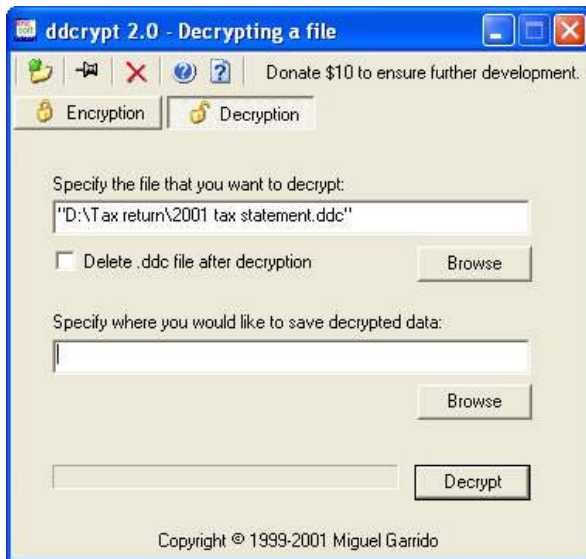 ddcrypt 2.0 - Decrypting a file
Donate $10 to ensure further development.
Encryption Decryption
Specify the file that you want to decrypt:
"D:\Tax return\2001 tax statement.ddc"
Delete .ddc file after decryption Browse
Specify where you would like to save decrypted data:
Browse
Decrypt
Copyright © 1999-2001 Miguel Garrido